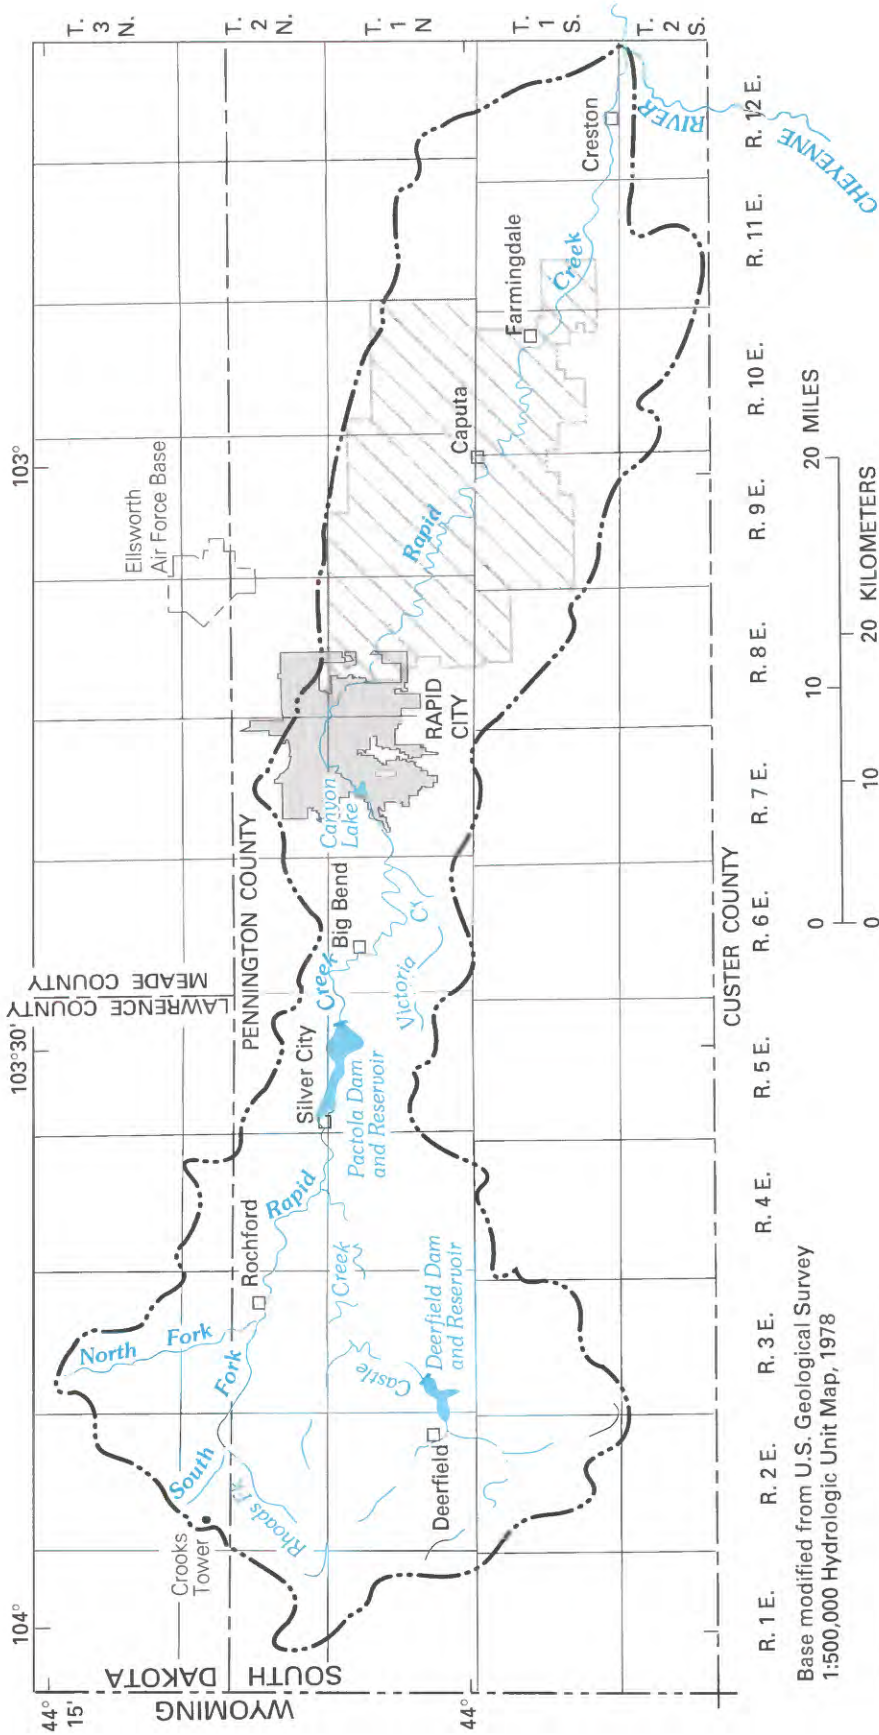 104°
103°30'
103°
44°
15'
44°
WYOMING
SOUTH
DAKOTA
LAWRENCE COUNTY
MEADE COUNTY
PENNINGTON COUNTY
CUSTER COUNTY
T.
3
N.
T.
2
N.
T.
1
N
T.
1
S.
T.
2
S.
Ellsworth
Air Force Base
Crooks
Tower
North
Fork
South
Fork
Rhoads Fk
Rochford
Rapid
Creek
Castle
Creek
Deerfield
Deerfield Dam
and Reservoir
Silver City
Pactola Dam
and Reservoir
Big Bend
Victoria
Cr
Canyon
Lake
RAPID
CITY
Rapid
Creek
Caputa
Farmingdale
Creston
CHEYENNE
RIVER
R. 1 E.
R. 2 E.
R. 3 E.
R. 4 E.
R. 5 E.
R. 6 E.
R. 7 E.
R. 8 E.
R. 9 E.
R. 10 E.
R. 11 E.
R. 12 E.
Base modified from U.S. Geological Survey
1:500,000 Hydrologic Unit Map, 1978
0
10
20 MILES
0
10
20 KILOMETERS